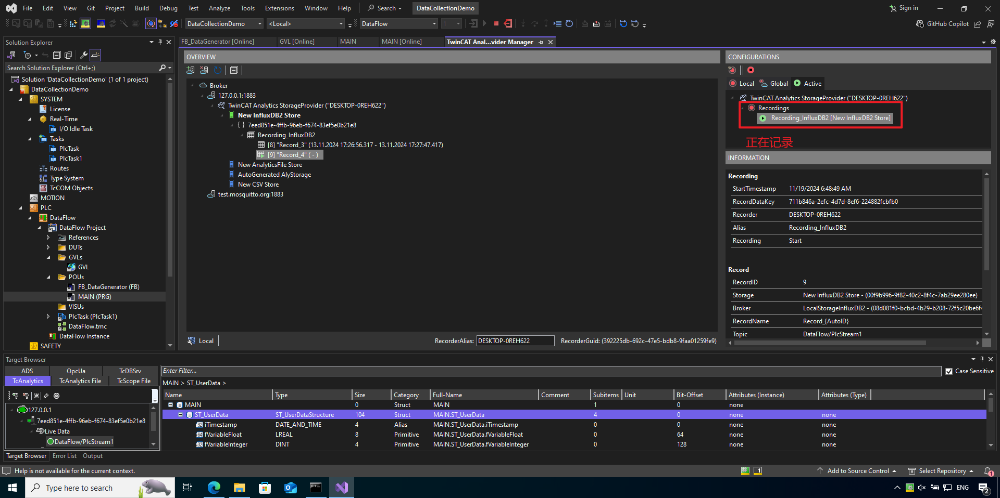 File Edit View Git Project Build Debug Test Analyze Tools Extensions Window Help Search DataCollectionDemo Sign in
DataCollectionDemo <Local> DataFlow 1 GitHub Copilot
Solution Explorer
Search Solution Explorer (Ctrl+;)
Solution 'DataCollectionDemo' (1 of 1 project)
DataCollectionDemo
SYSTEM
License
Real-Time
I/O Idle Task
Tasks
PlcTask
PlcTask1
Routes
Type System
TcCOM Objects
MOTION
PLC
DataFlow
DataFlow Project
References
DUTs
GVLs
GVL
POUs
FB_DataGenerator (FB)
MAIN (PRG)
VISUs
PlcTask (PlcTask1)
DataFlow.tmc
DataFlow Instance
SAFETY
FB_DataGenerator [Online] GVL [Online] MAIN MAIN [Online] TwinCAT Anal...vider Manager
OVERVIEW
Broker
127.0.0.1:1883
TwinCAT Analytics StorageProvider ("DESKTOP-0REH622")
New InfluxDB2 Store
{ } 7eed851e-4ffb-96eb-f674-83ef5e0b21e8
Recording_InfluxDB2
[8] "Record_3" (13.11.2024 17:26:56.317 - 13.11.2024 17:27:47.417)
[9] "Record_4" ( - )
New AnalyticsFile Store
AutoGenerated AlyStorage
New CSV Store
test.mosquitto.org:1883
Local RecorderAlias: DESKTOP-0REH622 RecorderGuid: (392225db-692c-47e5-bdb8-9faa01259fe9)
CONFIGURATIONS
Local Global Active
TwinCAT Analytics StorageProvider ("DESKTOP-0REH622")
Recordings
Recording_InfluxDB2 [New InfluxDB2 Store]
正在记录
INFORMATION
Recording
StartTimestamp 11/19/2024 6:48:49 AM
RecordDataKey 711b846a-2efc-4d7d-8ef6-224882fcbfb0
Recorder DESKTOP-0REH622
Alias Recording_InfluxDB2
Recording Start
Record
RecordID 9
Storage New InfluxDB2 Store - (00f9b996-9f82-40c2-8f4c-7ab29ee280ee)
Broker LocalStorageInfluxDB2 - (08d081f0-bcbd-4b29-b208-72f5c20be6f4
RecordName Record_{AutoID}
Topic DataFlow/PlcStream1
Target Browser
ADS OpcUa TcDBSrv
TcAnalytics TcAnalytics File TcScope File
127.0.0.1
7eed851e-4ffb-96eb-f674-83ef5e0b21e8
Live Data
DataFlow/PlcStream1
Enter Filter... Case Sensitive
MAIN > ST_UserData >
Name Type Size Category Full-Name Comment Subitems Unit Bit-Offset Attributes (Instance) Attributes (Type)
MAIN 0 Struct MAIN 1 0 none
ST_UserData ST_UserDataStructure 104 Struct MAIN.ST_UserData 4 0 none none
iTimestamp DATE_AND_TIME 4 Alias MAIN.ST_UserData.iTimestamp 0 0 none none
fVariableFloat LREAL 8 Primitive MAIN.ST_UserData.fVariableFloat 0 64 none none
fVariableInteger DINT 4 Primitive MAIN.ST_UserData.fVariableInteger 0 128 none none
Target Browser Error List Output
Help is not available for the current context. 1 Add to Source Control Select Repository 1
Type here to search ENG 2